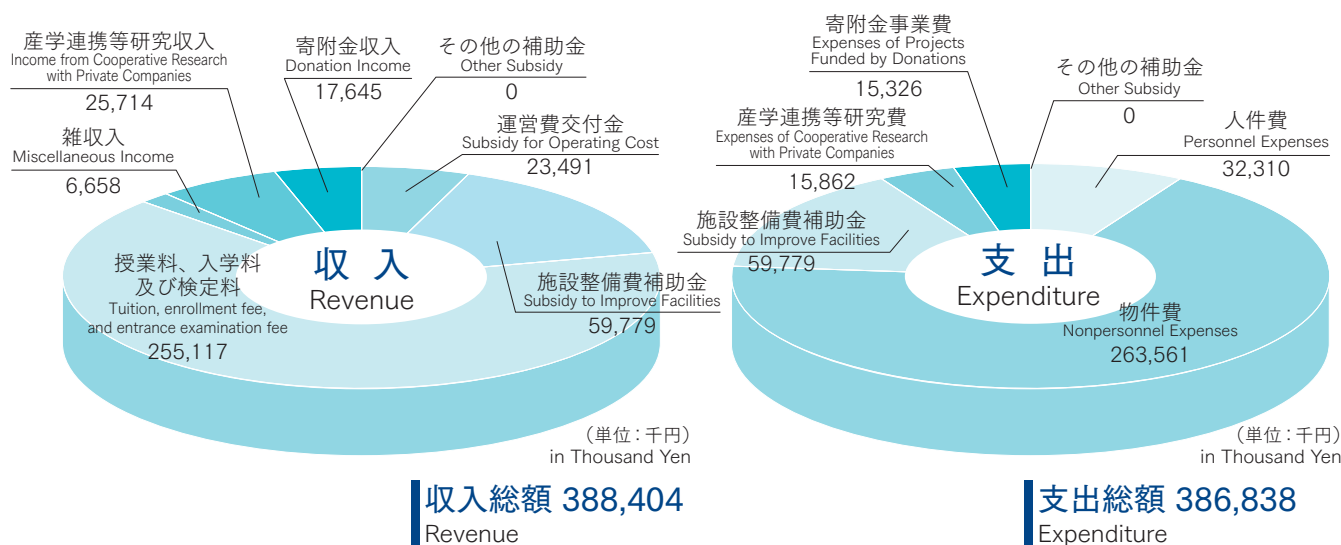 産学連携等研究収入
Income from Cooperative Research
with Private Companies
25,714
寄附金収入
Donation Income
17,645
その他の補助金
Other Subsidy
0
雑収入
Miscellaneous Income
6,658
運営費交付金
Subsidy for Operating Cost
23,491
収 入
Revenue
授業料、入学料
及び検定料
Tuition, enrollment fee,
and entrance examination fee
255,117
施設整備費補助金
Subsidy to Improve Facilities
59,779
(単位:千円)
in Thousand Yen
収入総額 388,404
Revenue
寄附金事業費
Expenses of Projects
Funded by Donations
15,326
その他の補助金
Other Subsidy
0
産学連携等研究費
Expenses of Cooperative Research
with Private Companies
15,862
人件費
Personnel Expenses
32,310
施設整備費補助金
Subsidy to Improve Facilities
59,779
支 出
Expenditure
物件費
Nonpersonnel Expenses
263,561
(単位:千円)
in Thousand Yen
支出総額 386,838
Expenditure